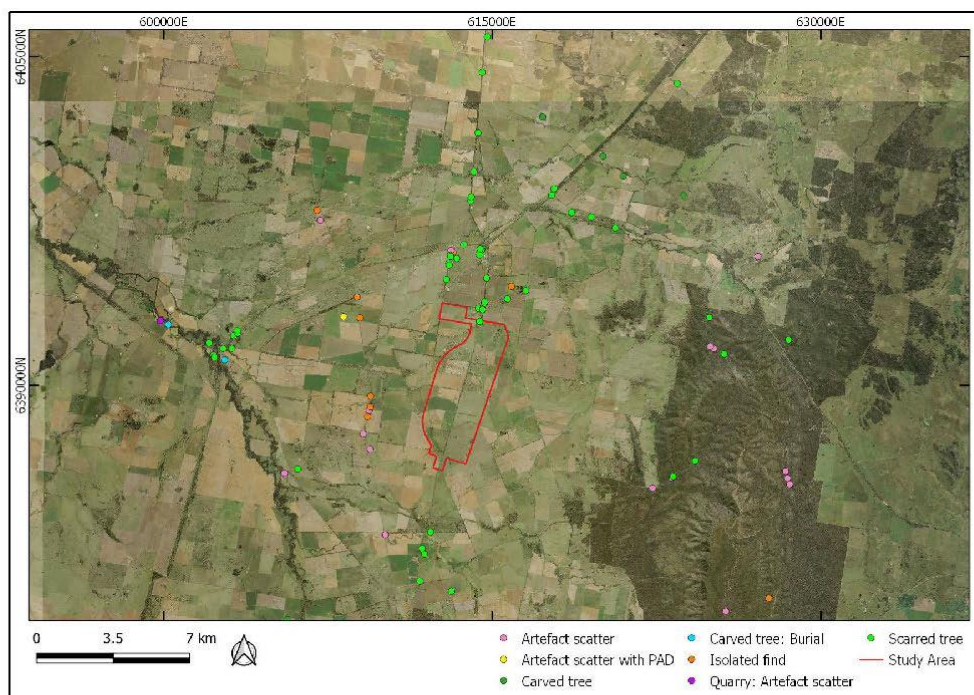 600000E 615000E 630000E
6405000N
6390000N
0 3.5 7 km
Artefact scatter
Artefact scatter with PAD
Carved tree
Carved tree: Burial
Isolated find
Quarry: Artefact scatter
Scarred tree
Study Area